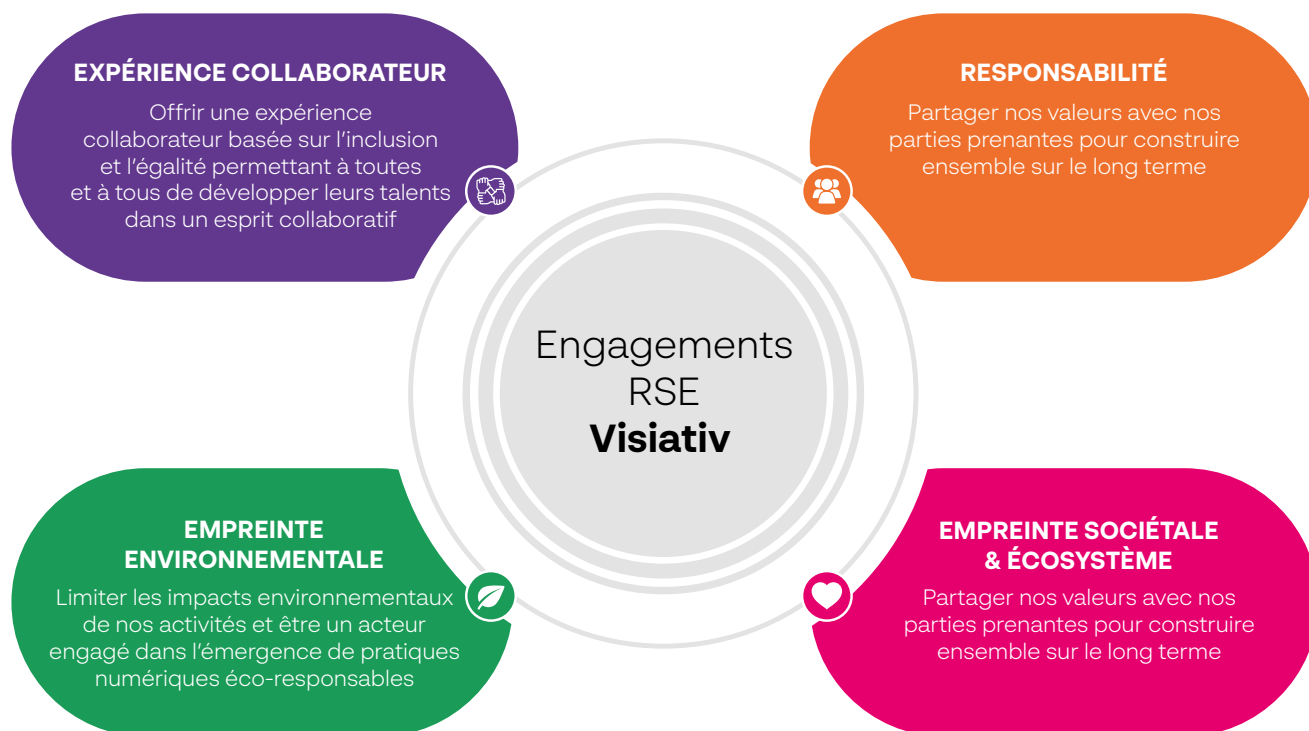 EXPÉRIENCE COLLABORATEUR
Offrir une expérience
collaborateur basée sur l'inclusion
et l'égalité permettant à toutes
et à tous de développer leurs talents
dans un esprit collaboratif
RESPONSABILITÉ
Partager nos valeurs avec nos
parties prenantes pour construire
ensemble sur le long terme
Engagements
RSE
Visiativ
EMPREINTE
ENVIRONNEMENTALE
Limiter les impacts environnementaux
de nos activités et être un acteur
engagé dans l'émergence de pratiques
numériques éco-responsables
EMPREINTE SOCIÉTALE
& ÉCOSYSTÈME
Partager nos valeurs avec nos
parties prenantes pour construire
ensemble sur le long terme